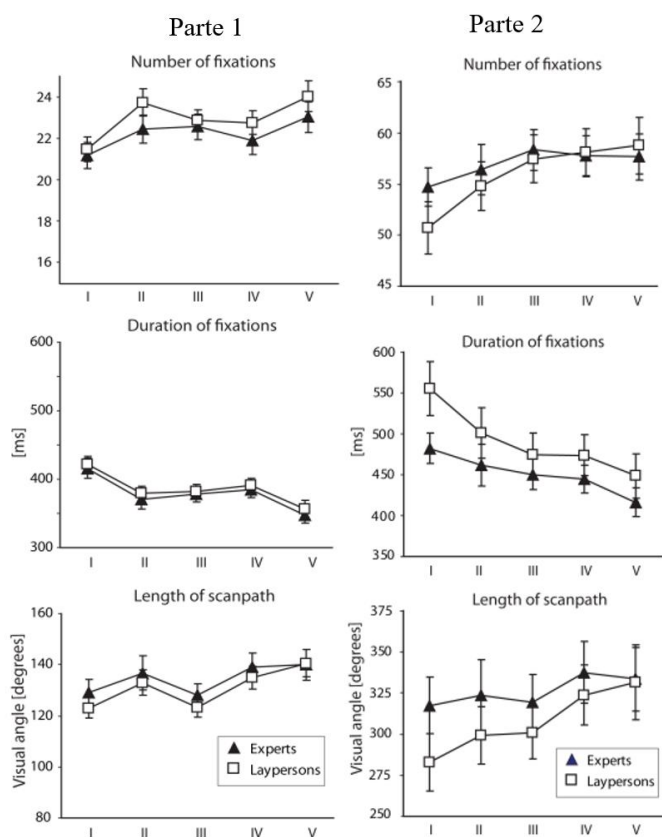 Parte 1
Parte 2
Number of fixations
24
22
20
18
16
I II III IV V
Number of fixations
65
60
55
50
45
I II III IV V
Duration of fixations
[ms]
600
500
400
300
I II III IV V
Duration of fixations
[ms]
600
550
500
450
400
350
I II III IV V
Length of scanpath
Visual angle [degrees]
160
140
120
100
80
Experts
Laypersons
I II III IV V
Length of scanpath
Visual angle [degrees]
375
325
275
250
Experts
Laypersons
I II III IV V